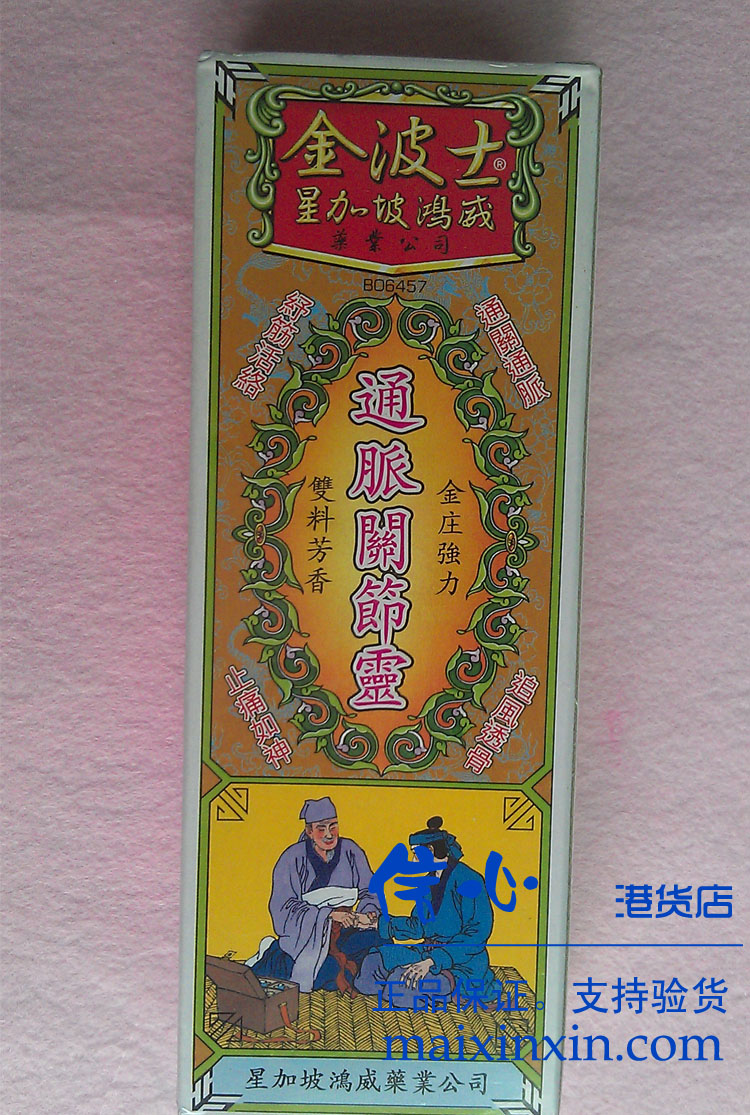 金波士®
星加坡鴻威
藥業公司
BO6457
紓筋活絡
通關通脈
通脈關節靈
金庄強力
雙料芳香
止痛如神
追風透骨
信心
港货店
正品保证。支持验货
maixinxin.com
星加坡鴻威藥業公司